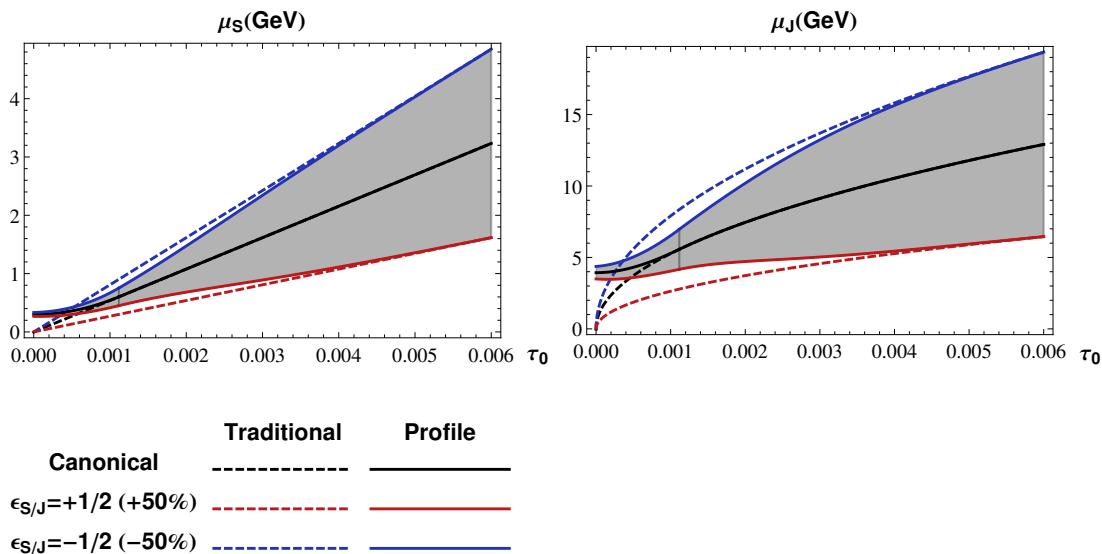 μS(GeV)
4
3
2
1
0
0.000 0.001 0.002 0.003 0.004 0.005 0.006 τ0
μJ(GeV)
15
10
5
0
0.000 0.001 0.002 0.003 0.004 0.005 0.006 τ0
Traditional Profile
Canonical
ϵS/J=+1/2 (+50%)
ϵS/J=−1/2 (−50%)